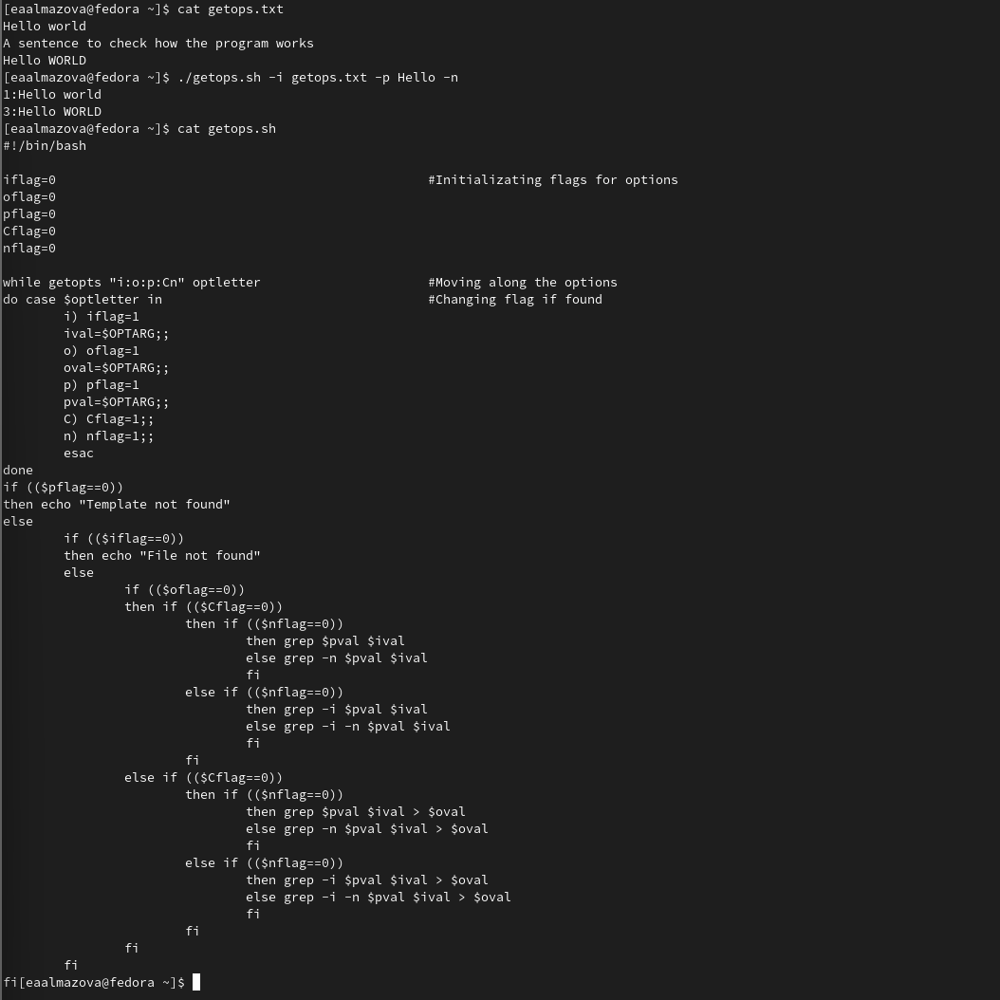 [eaalmazova@fedora ~]$ cat getops.txt
Hello world
A sentence to check how the program works
Hello WORLD
[eaalmazova@fedora ~]$ ./getops.sh -i getops.txt -p Hello -n
1:Hello world
3:Hello WORLD
[eaalmazova@fedora ~]$ cat getops.sh
#!/bin/bash

iflag=0                                                 #Initializating flags for options
oflag=0
pflag=0
Cflag=0
nflag=0

while getopts "i:o:p:Cn" optletter                      #Moving along the options
do case $optletter in                                   #Changing flag if found
        i) iflag=1
        ival=$OPTARG;;
        o) oflag=1
        oval=$OPTARG;;
        p) pflag=1
        pval=$OPTARG;;
        C) Cflag=1;;
        n) nflag=1;;
        esac
done
if (($pflag==0))
then echo "Template not found"
else
        if (($iflag==0))
        then echo "File not found"
        else
                if (($oflag==0))
                then if (($Cflag==0))
                        then if (($nflag==0))
                                then grep $pval $ival
                                else grep -n $pval $ival
                                fi
                        else if (($nflag==0))
                                then grep -i $pval $ival
                                else grep -i -n $pval $ival
                                fi
                        fi
                else if (($Cflag==0))
                        then if (($nflag==0))
                                then grep $pval $ival > $oval
                                else grep -n $pval $ival > $oval
                                fi
                        else if (($nflag==0))
                                then grep -i $pval $ival > $oval
                                else grep -i -n $pval $ival > $oval
                                fi
                        fi
                fi
        fi
fi[eaalmazova@fedora ~]$